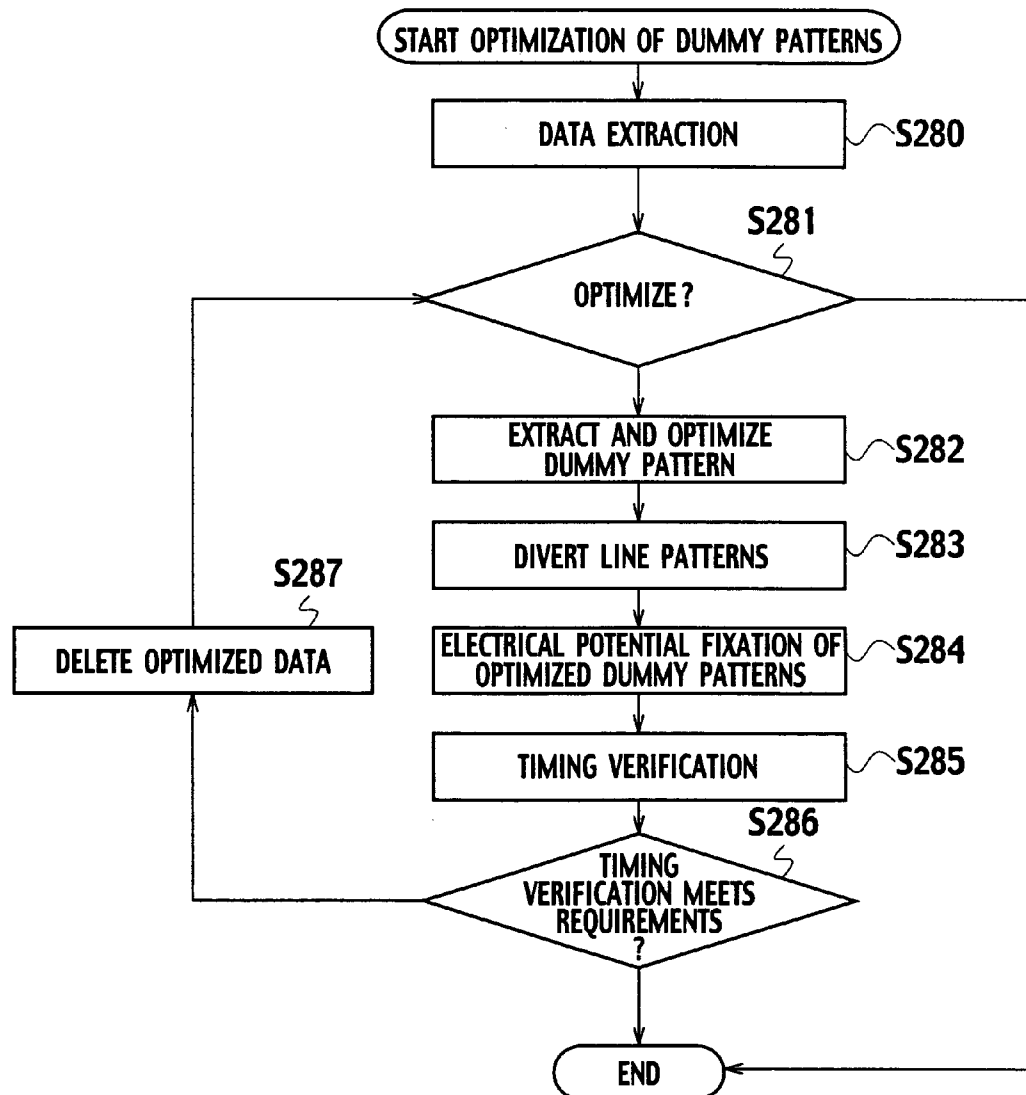 START OPTIMIZATION OF DUMMY PATTERNS
DATA EXTRACTION
S280
S281
OPTIMIZE?
EXTRACT AND OPTIMIZE
DUMMY PATTERN
S282
DIVERT LINE PATTERNS
S283
S287
DELETE OPTIMIZED DATA
ELECTRICAL POTENTIAL FIXATION OF
OPTIMIZED DUMMY PATTERNS
S284
TIMING VERIFICATION
S285
S286
TIMING
VERIFICATION MEETS
REQUIREMENTS
?
END